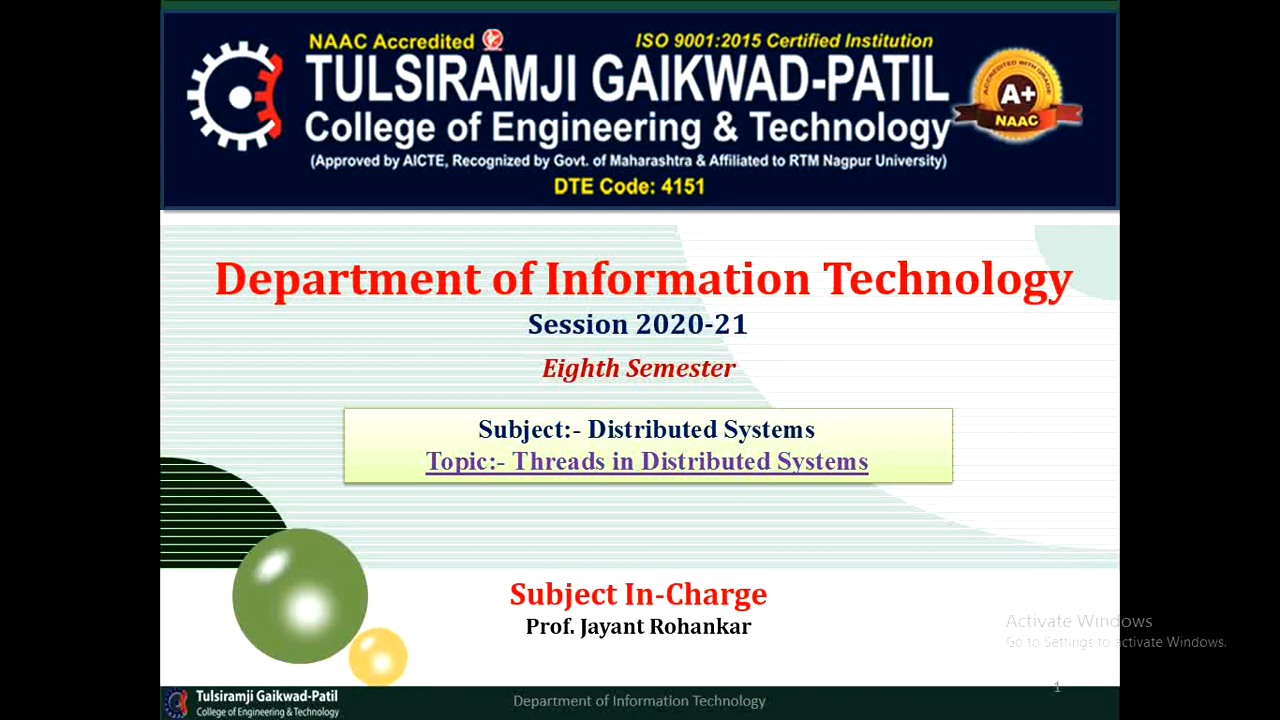 NAAC Accredited
ISO 9001:2015 Certified Institution
TULSIRAMJI GAIKWAD-PATIL
College of Engineering & Technology
(Approved by AICTE, Recognized by Govt. of Maharashtra & Affiliated to RTM Nagpur University)
DTE Code: 4151
ACCREDITED WITH GRADE
A+
NAAC
Department of Information Technology
Session 2020-21
Eighth Semester
Subject:- Distributed Systems
Topic:- Threads in Distributed Systems
Subject In-Charge
Prof. Jayant Rohankar
Activate Windows
Go to Settings to activate Windows.
1
Tulsiramji Gaikwad-Patil
College of Engineering & Technology
Department of Information Technology